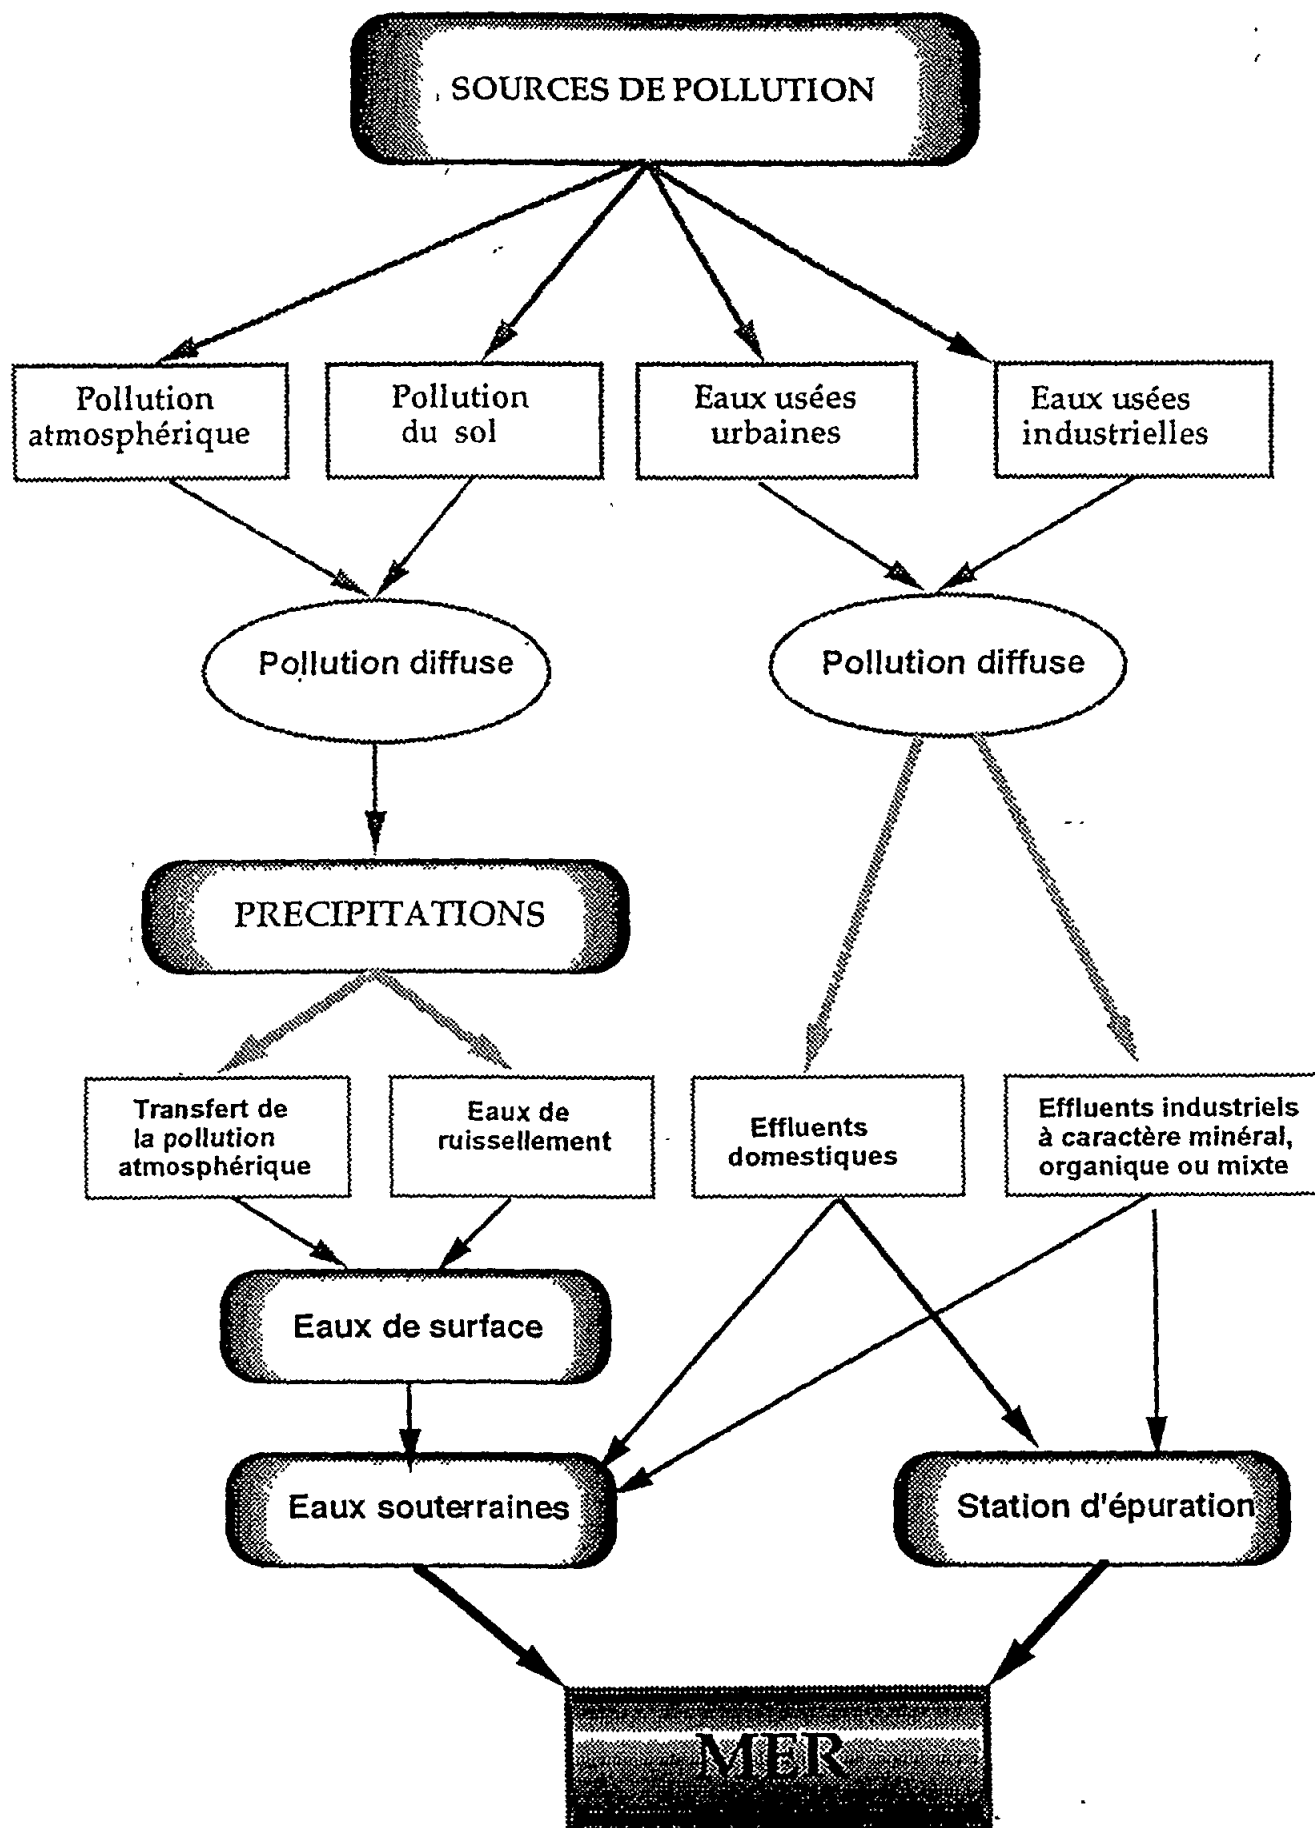 SOURCES DE POLLUTION
Pollution
atmosphérique
Pollution
du sol
Eaux usées
urbaines
Eaux usées
industrielles
Pollution diffuse
Pollution diffuse
PRECIPITATIONS
Transfert de
la pollution
atmosphérique
Eaux de
ruissellement
Effluents
domestiques
Effluents industriels
à caractère minéral,
organique ou mixte
Eaux de surface
Eaux souterraines
Station d'épuration
MER